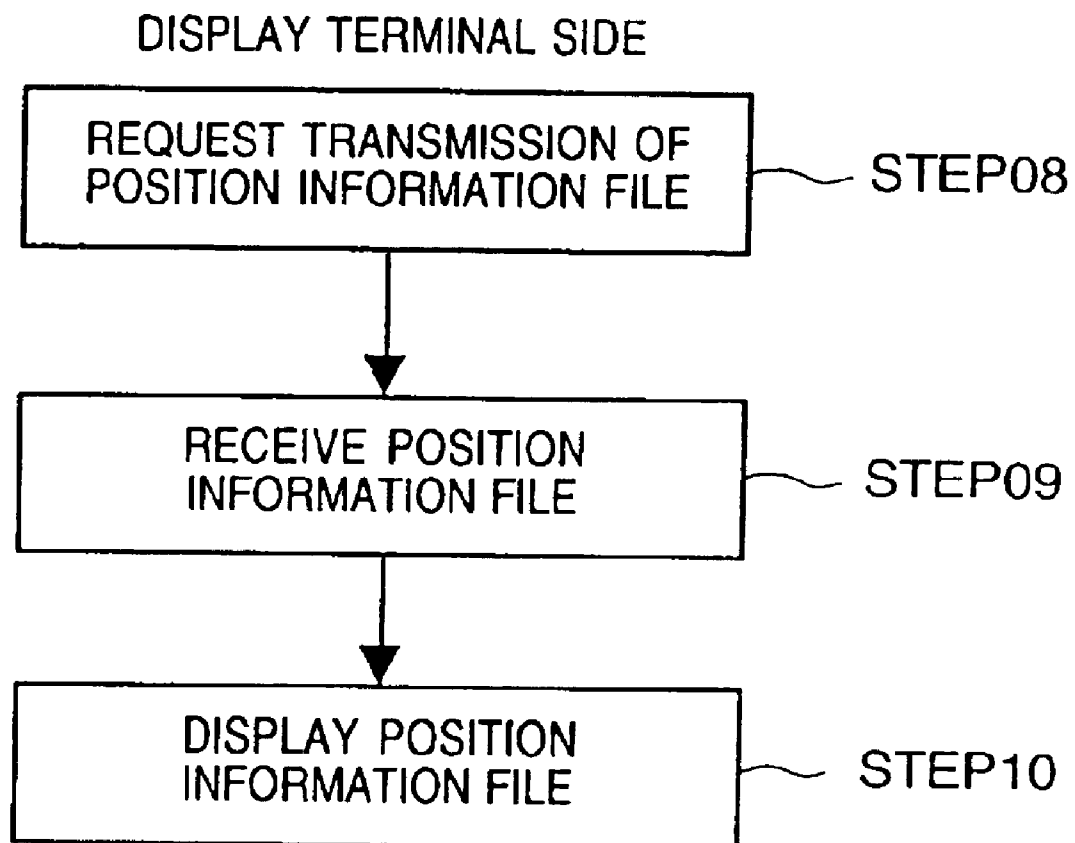 DISPLAY TERMINAL SIDE
REQUEST TRANSMISSION OF
POSITION INFORMATION FILE
STEP08
RECEIVE POSITION
INFORMATION FILE
STEP09
DISPLAY POSITION
INFORMATION FILE
STEP10